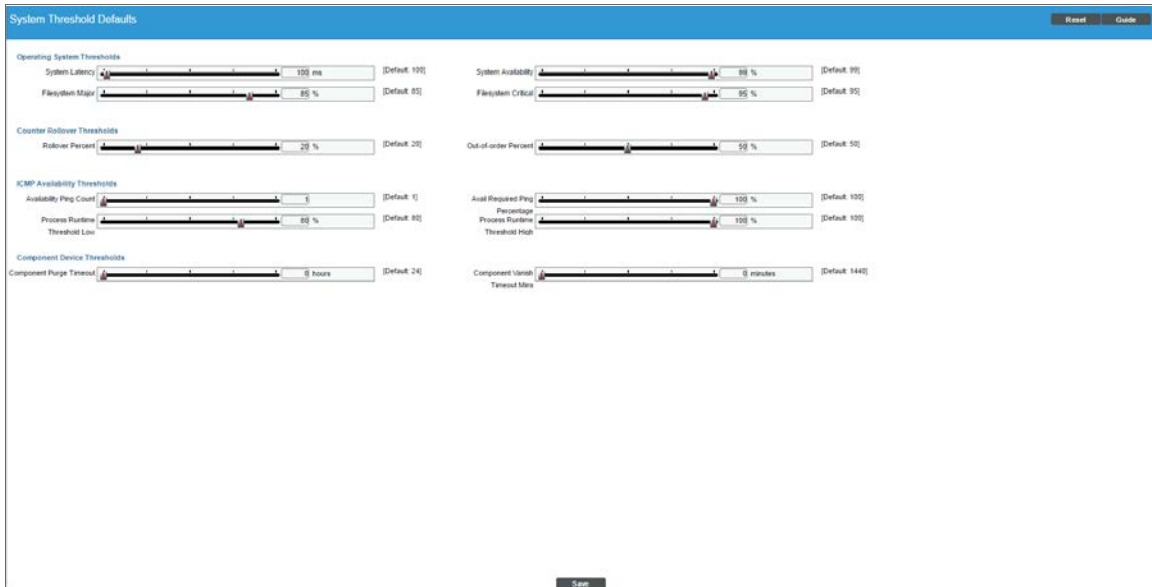 System Threshold Defaults
Reset Guide
Operating System Thresholds
System Latency 100 ms [Default: 100] System Availability 99 % [Default: 99]
Filesystem Major 85 % [Default: 85] Filesystem Critical 95 % [Default: 95]
Counter Rollover Thresholds
Rollover Percent 20 % [Default: 20] Out-of-order Percent 50 % [Default: 50]
ICMP Availability Thresholds
Availability Ping Count 1 [Default: 1] Avail Required Ping Percentage 100 % [Default: 100]
Process Runtime Threshold Low 80 % [Default: 80] Process Runtime Threshold High 100 % [Default: 100]
Component Device Thresholds
Component Purge Timeout 0 hours [Default: 24] Component Vanish Timeout Mins 0 minutes [Default: 1440]
Save